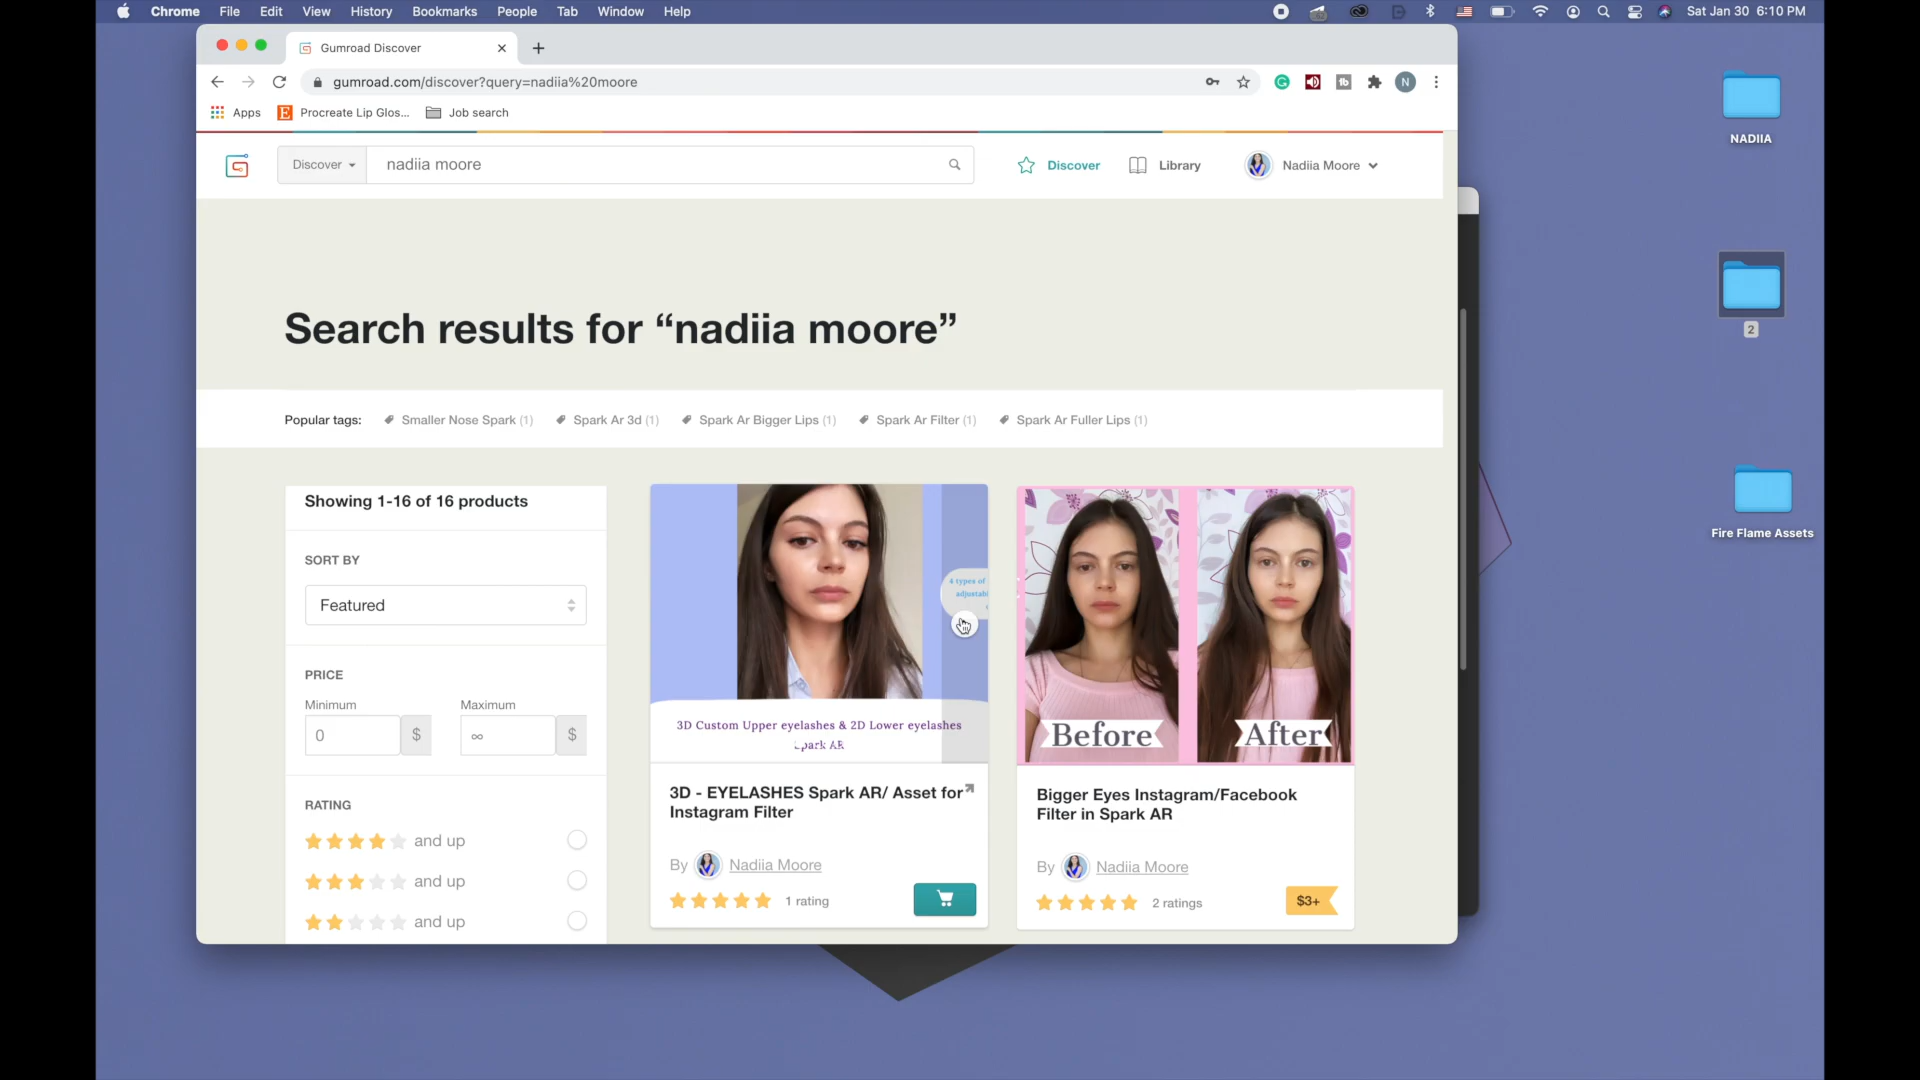 Chrome File Edit View History Bookmarks People Tab Window Help
Sat Jan 30 6:10 PM
Gumroad Discover
gumroad.com/discover?query=nadiia%20moore
N
Apps
Procreate Lip Glos...
Job search
Discover
nadiia moore
Discover
Library
Nadiia Moore
NADIIA
2
Fire Flame Assets
Search results for “nadiia moore”
Popular tags:
Smaller Nose Spark (1)
Spark Ar 3d (1)
Spark Ar Bigger Lips (1)
Spark Ar Filter (1)
Spark Ar Fuller Lips (1)
Showing 1-16 of 16 products
SORT BY
Featured
PRICE
Minimum
Maximum
0
$
∞
$
RATING
and up
and up
and up
4 types of
3D Custom Upper eyelashes & 2D Lower eyelashes
Spark AR
3D - EYELASHES Spark AR/ Asset for
Instagram Filter
By Nadiia Moore
1 rating
Before
After
Bigger Eyes Instagram/Facebook
Filter in Spark AR
By Nadiia Moore
2 ratings
$3+